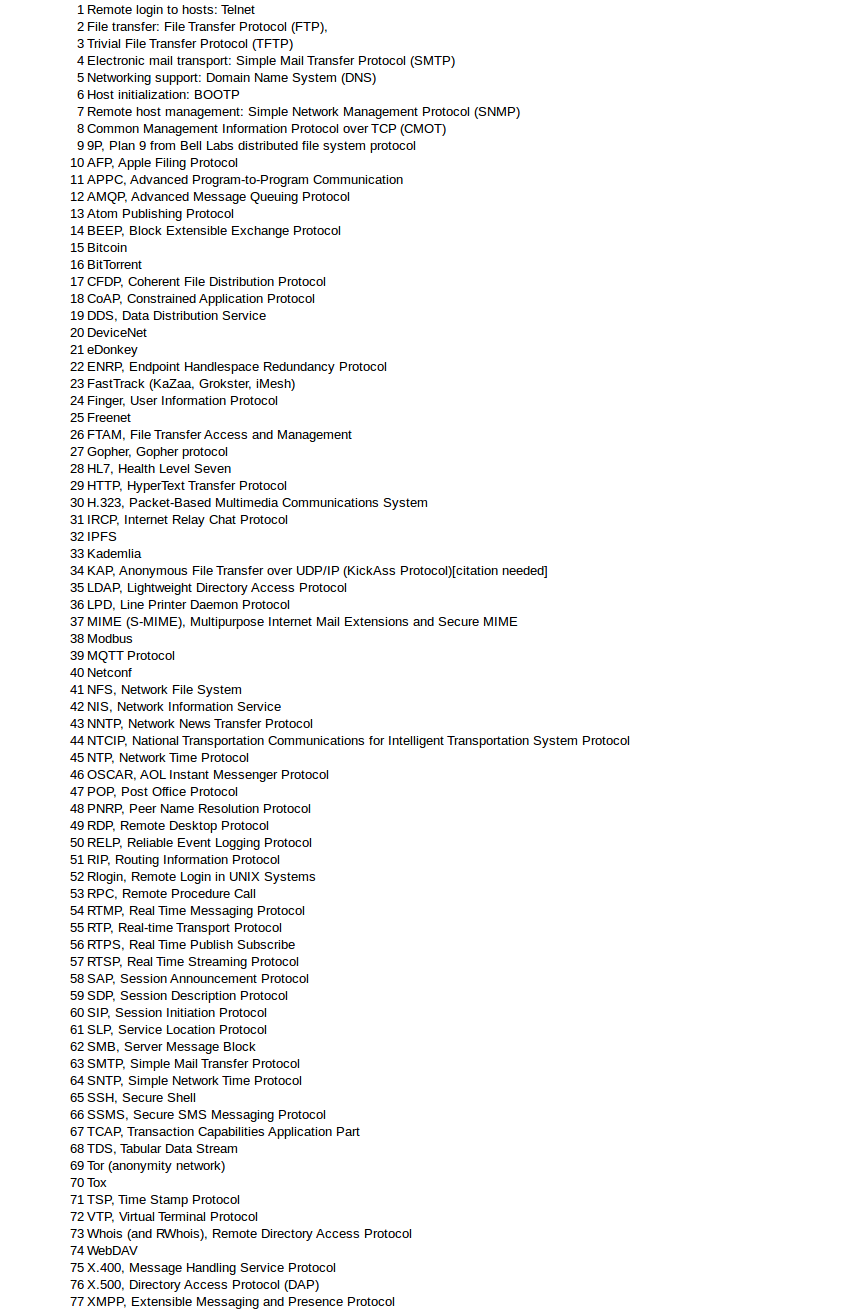 1 Remote login to hosts: Telnet
2 File transfer: File Transfer Protocol (FTP),
3 Trivial File Transfer Protocol (TFTP)
4 Electronic mail transport: Simple Mail Transfer Protocol (SMTP)
5 Networking support: Domain Name System (DNS)
6 Host initialization: BOOTP
7 Remote host management: Simple Network Management Protocol (SNMP)
8 Common Management Information Protocol over TCP (CMOT)
9 9P, Plan 9 from Bell Labs distributed file system protocol
10 AFP, Apple Filing Protocol
11 APPC, Advanced Program-to-Program Communication
12 AMQP, Advanced Message Queuing Protocol
13 Atom Publishing Protocol
14 BEEP, Block Extensible Exchange Protocol
15 Bitcoin
16 BitTorrent
17 CFDP, Coherent File Distribution Protocol
18 CoAP, Constrained Application Protocol
19 DDS, Data Distribution Service
20 DeviceNet
21 eDonkey
22 ENRP, Endpoint Handlespace Redundancy Protocol
23 FastTrack (KaZaa, Grokster, iMesh)
24 Finger, User Information Protocol
25 Freenet
26 FTAM, File Transfer Access and Management
27 Gopher, Gopher protocol
28 HL7, Health Level Seven
29 HTTP, HyperText Transfer Protocol
30 H.323, Packet-Based Multimedia Communications System
31 IRCP, Internet Relay Chat Protocol
32 IPFS
33 Kademlia
34 KAP, Anonymous File Transfer over UDP/IP (KickAss Protocol)[citation needed]
35 LDAP, Lightweight Directory Access Protocol
36 LPD, Line Printer Daemon Protocol
37 MIME (S-MIME), Multipurpose Internet Mail Extensions and Secure MIME
38 Modbus
39 MQTT Protocol
40 Netconf
41 NFS, Network File System
42 NIS, Network Information Service
43 NNTP, Network News Transfer Protocol
44 NTCIP, National Transportation Communications for Intelligent Transportation System Protocol
45 NTP, Network Time Protocol
46 OSCAR, AOL Instant Messenger Protocol
47 POP, Post Office Protocol
48 PNRP, Peer Name Resolution Protocol
49 RDP, Remote Desktop Protocol
50 RELP, Reliable Event Logging Protocol
51 RIP, Routing Information Protocol
52 Rlogin, Remote Login in UNIX Systems
53 RPC, Remote Procedure Call
54 RTMP, Real Time Messaging Protocol
55 RTP, Real-time Transport Protocol
56 RTPS, Real Time Publish Subscribe
57 RTSP, Real Time Streaming Protocol
58 SAP, Session Announcement Protocol
59 SDP, Session Description Protocol
60 SIP, Session Initiation Protocol
61 SLP, Service Location Protocol
62 SMB, Server Message Block
63 SMTP, Simple Mail Transfer Protocol
64 SNTP, Simple Network Time Protocol
65 SSH, Secure Shell
66 SSMS, Secure SMS Messaging Protocol
67 TCAP, Transaction Capabilities Application Part
68 TDS, Tabular Data Stream
69 Tor (anonymity network)
70 Tox
71 TSP, Time Stamp Protocol
72 VTP, Virtual Terminal Protocol
73 Whois (and RWhois), Remote Directory Access Protocol
74 WebDAV
75 X.400, Message Handling Service Protocol
76 X.500, Directory Access Protocol (DAP)
77 XMPP, Extensible Messaging and Presence Protocol